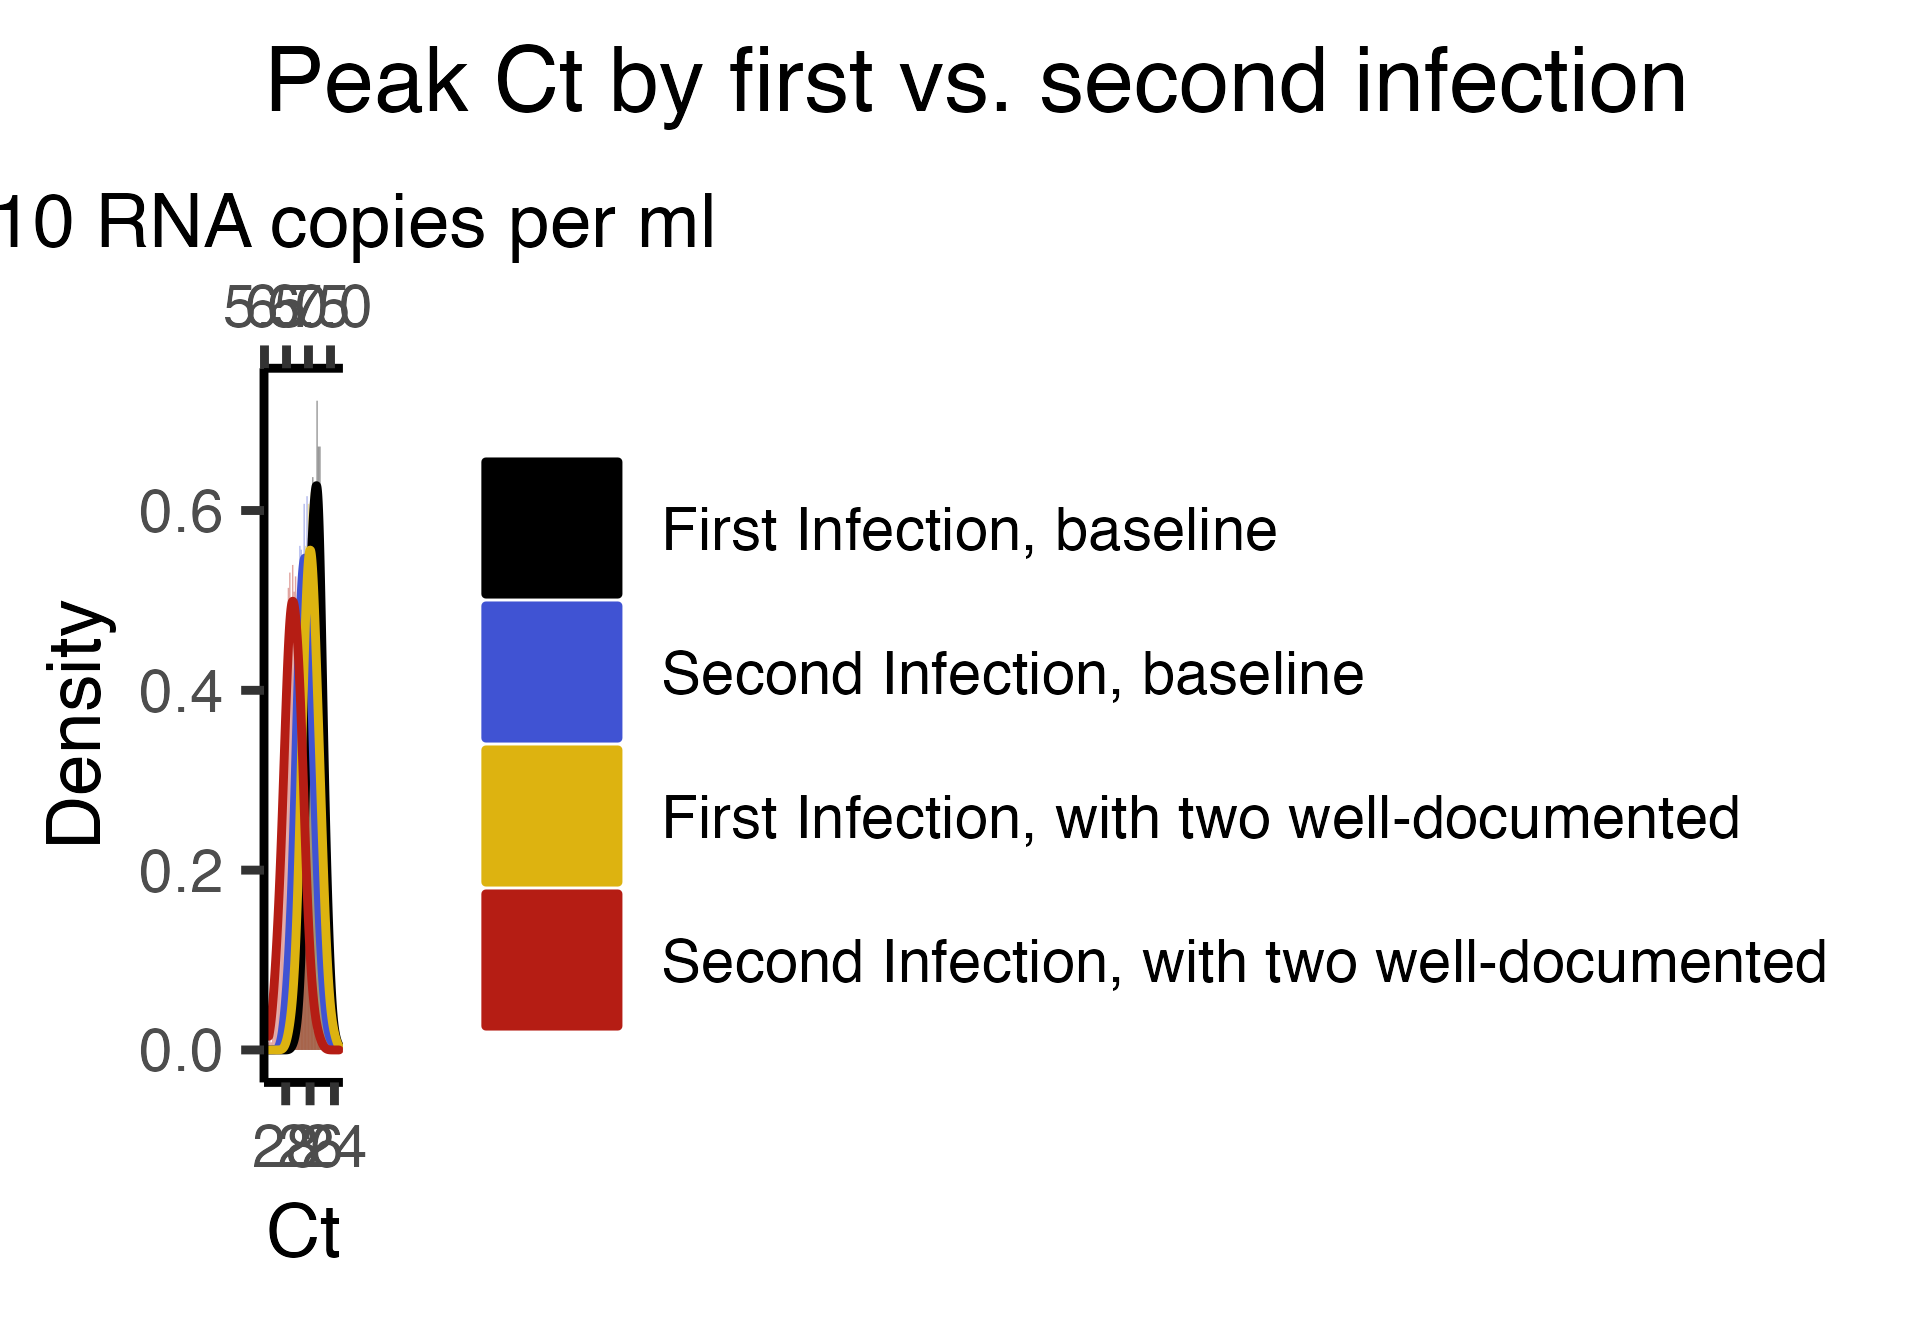 Peak Ct by first vs. second infection
10 RNA copies per ml
0.6
0.4
0.2
0.0
Density
First Infection, baseline
Second Infection, baseline
First Infection, with two well-documented
Second Infection, with two well-documented
Ct